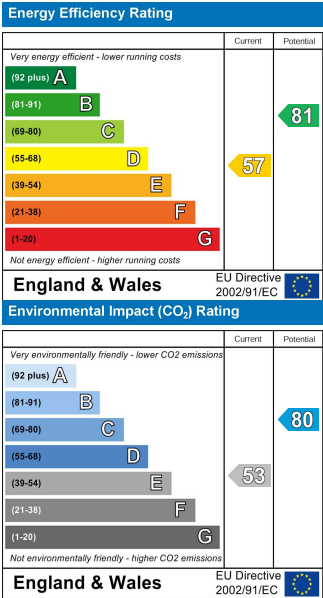 Energy Efficiency Rating
Current Potential
Very energy efficient - lower running costs
(92 plus) A
(81-91) B
(69-80) C
(55-68) D
(39-54) E
(21-38) F
(1-20) G
81
57
Not energy efficient - higher running costs
England & Wales
EU Directive
2002/91/EC
Environmental Impact (CO₂) Rating
Current Potential
Very environmentally friendly - lower CO2 emissions
(92 plus) A
(81-91) B
(69-80) C
(55-68) D
(39-54) E
(21-38) F
(1-20) G
80
53
Not environmentally friendly - higher CO2 emissions
England & Wales
EU Directive
2002/91/EC